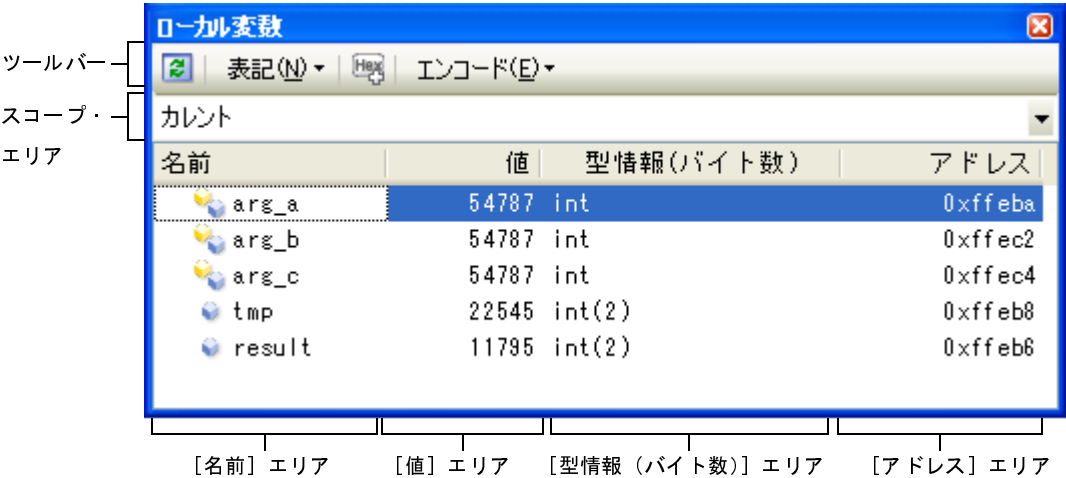 ローカル変数
ツールバー
表記(N)
Hex
エンコード(E)
スコープ・
エリア
カレント
名前 値 型情報(バイト数) アドレス
arg_a 54787 int 0xffeba
arg_b 54787 int 0xffec2
arg_c 54787 int 0xffec4
tmp 22545 int(2) 0xffeb8
result 11795 int(2) 0xffeb6
[名前] エリア [値] エリア [型情報 (バイト数)] エリア [アドレス] エリア